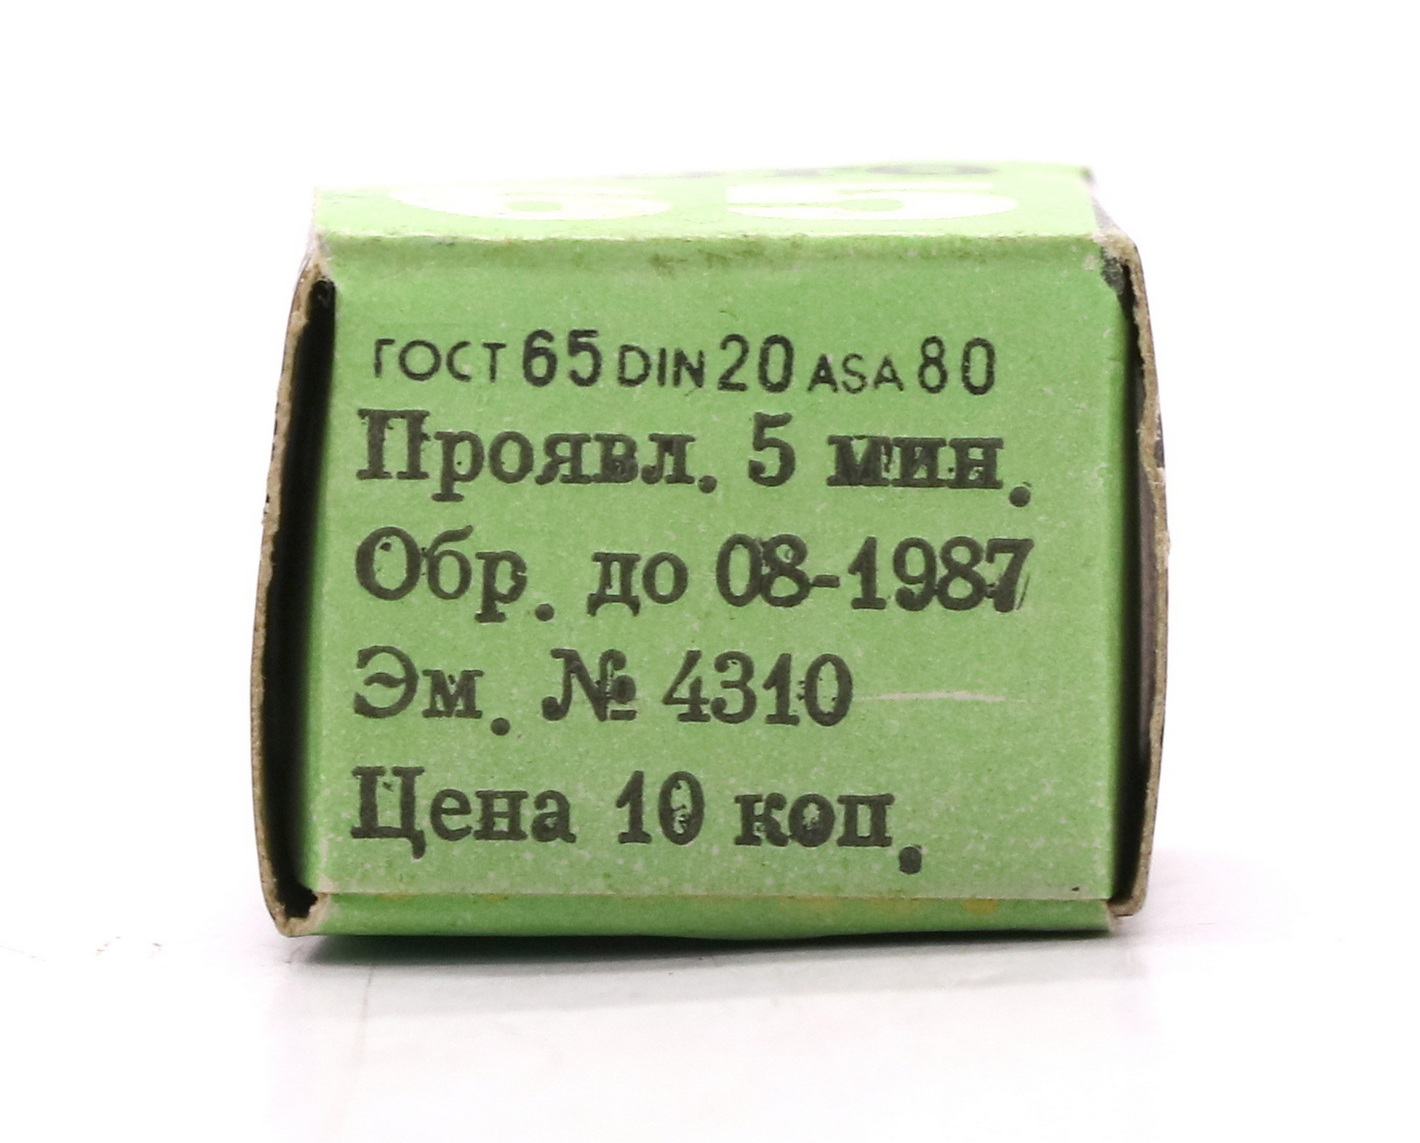 65
ГОСТ 65 DIN 20 ASA 80
Проявл. 5 мин.
Обр. до 08-1987
Эм. № 4310
Цена 10 коп.